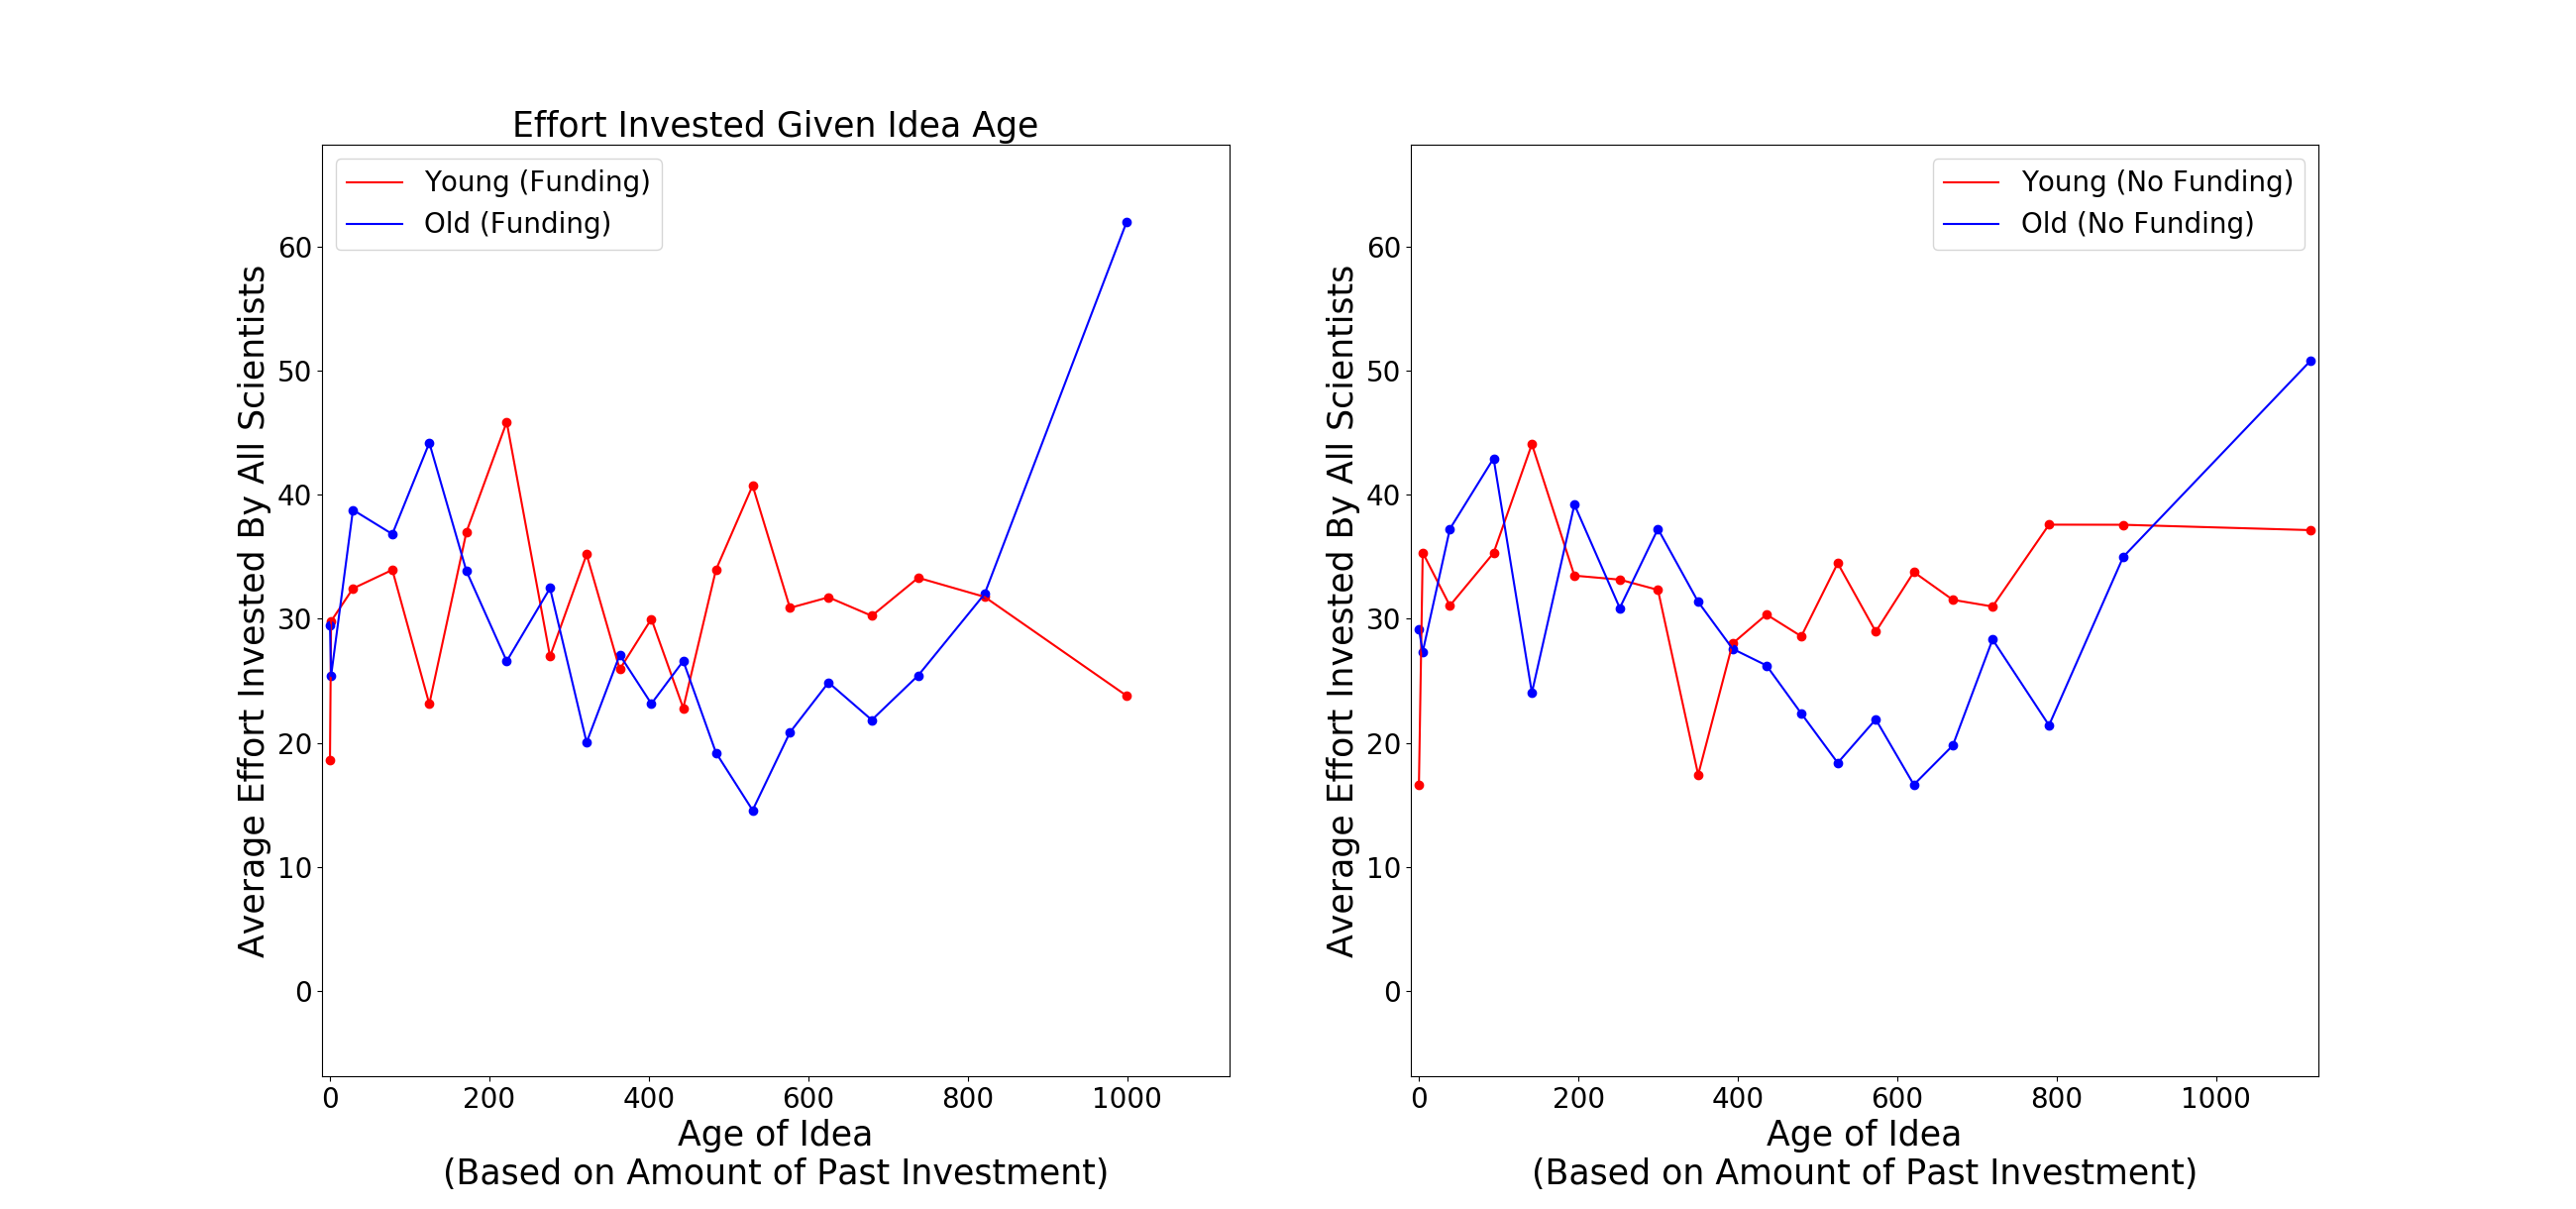 Effort Invested Given Idea Age
Young (Funding)
Old (Funding)
60
50
40
30
20
10
0
Average Effort Invested By All Scientists
0 200 400 600 800 1000
Age of Idea
(Based on Amount of Past Investment)
Young (No Funding)
Old (No Funding)
60
50
40
30
20
10
0
Average Effort Invested By All Scientists
0 200 400 600 800 1000
Age of Idea
(Based on Amount of Past Investment)